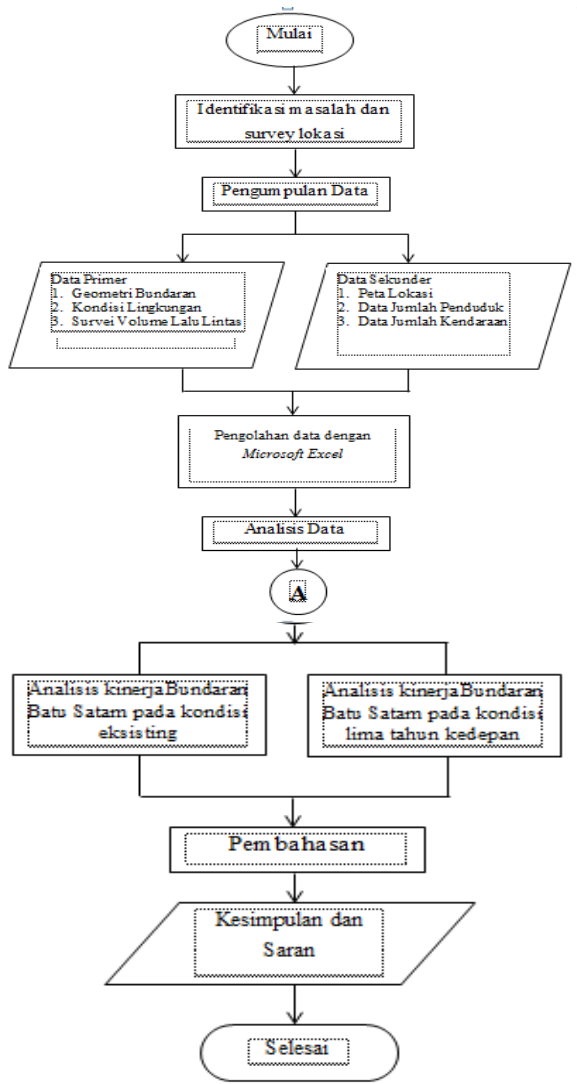 Mulai
Identifikasi masalah dan
survey lokasi
Pengumpulan Data
Data Primer
1. Geometri Bundaran
2. Kondisi Lingkungan
3. Survei Volume Lalu Lintas
Data Sekunder
1. Peta Lokasi
2. Data Jumlah Penduduk
3. Data Jumlah Kendaraan
Pengolahan data dengan
Microsoft Excel
Analisis Data
A
Analisis kinerja Bundaran
Batu Satam pada kondisi
eksisting
Analisis kinerja Bundaran
Batu Satam pada kondisi
lima tahun kedepan
Pembahasan
Kesimpulan dan
Saran
Selesai